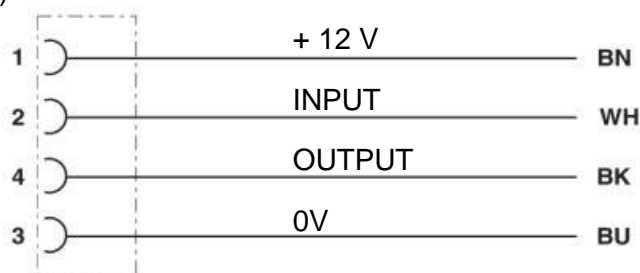 )
1 + 12 V BN
2 INPUT WH
4 OUTPUT BK
3 0V BU